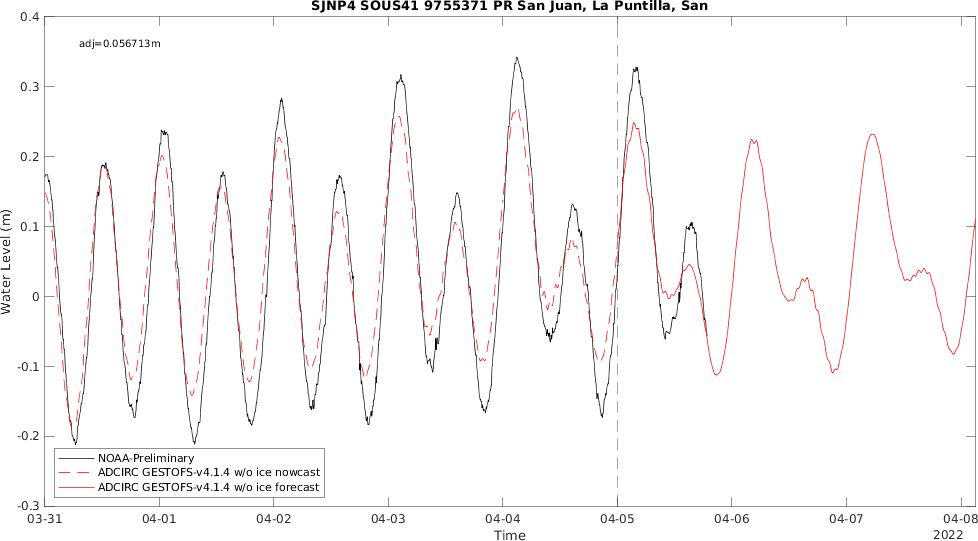 SJNP4 SOUS41 9755371 PR San Juan, La Puntilla, San
adj=0.056713m
0.4
0.3
0.2
0.1
0
-0.1
-0.2
-0.3
Water Level (m)
NOAA-Preliminary
ADCIRC GESTOFS-v4.1.4 w/o ice nowcast
ADCIRC GESTOFS-v4.1.4 w/o ice forecast
03-31 04-01 04-02 04-03 04-04 04-05 04-06 04-07 04-08
Time
2022